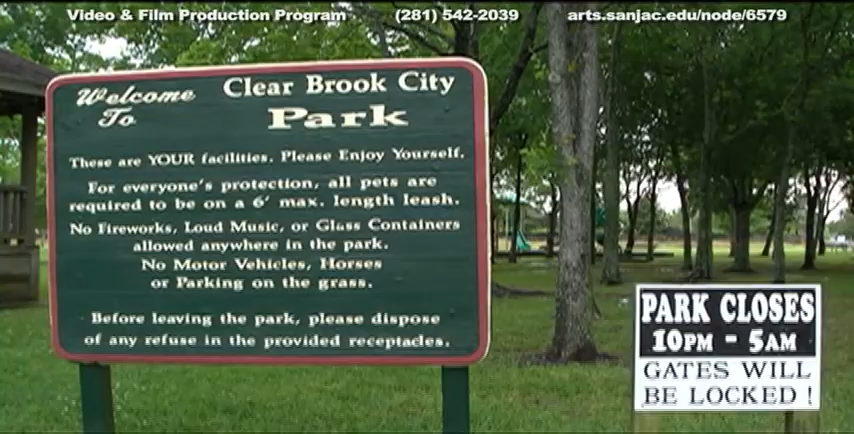 Video & Film Production Program (281) 542-2039 arts.sanjac.edu/node/6579
Welcome To
Clear Brook City
Park
These are YOUR facilities. Please Enjoy Yourself.
For everyone's protection, all pets are
required to be on a 6' max. length leash.
No Fireworks, Loud Music, or Glass Containers
allowed anywhere in the park.
No Motor Vehicles, Horses
or Parking on the grass.
Before leaving the park, please dispose
of any refuse in the provided receptacles.
PARK CLOSES
10PM - 5AM
GATES WILL
BE LOCKED !